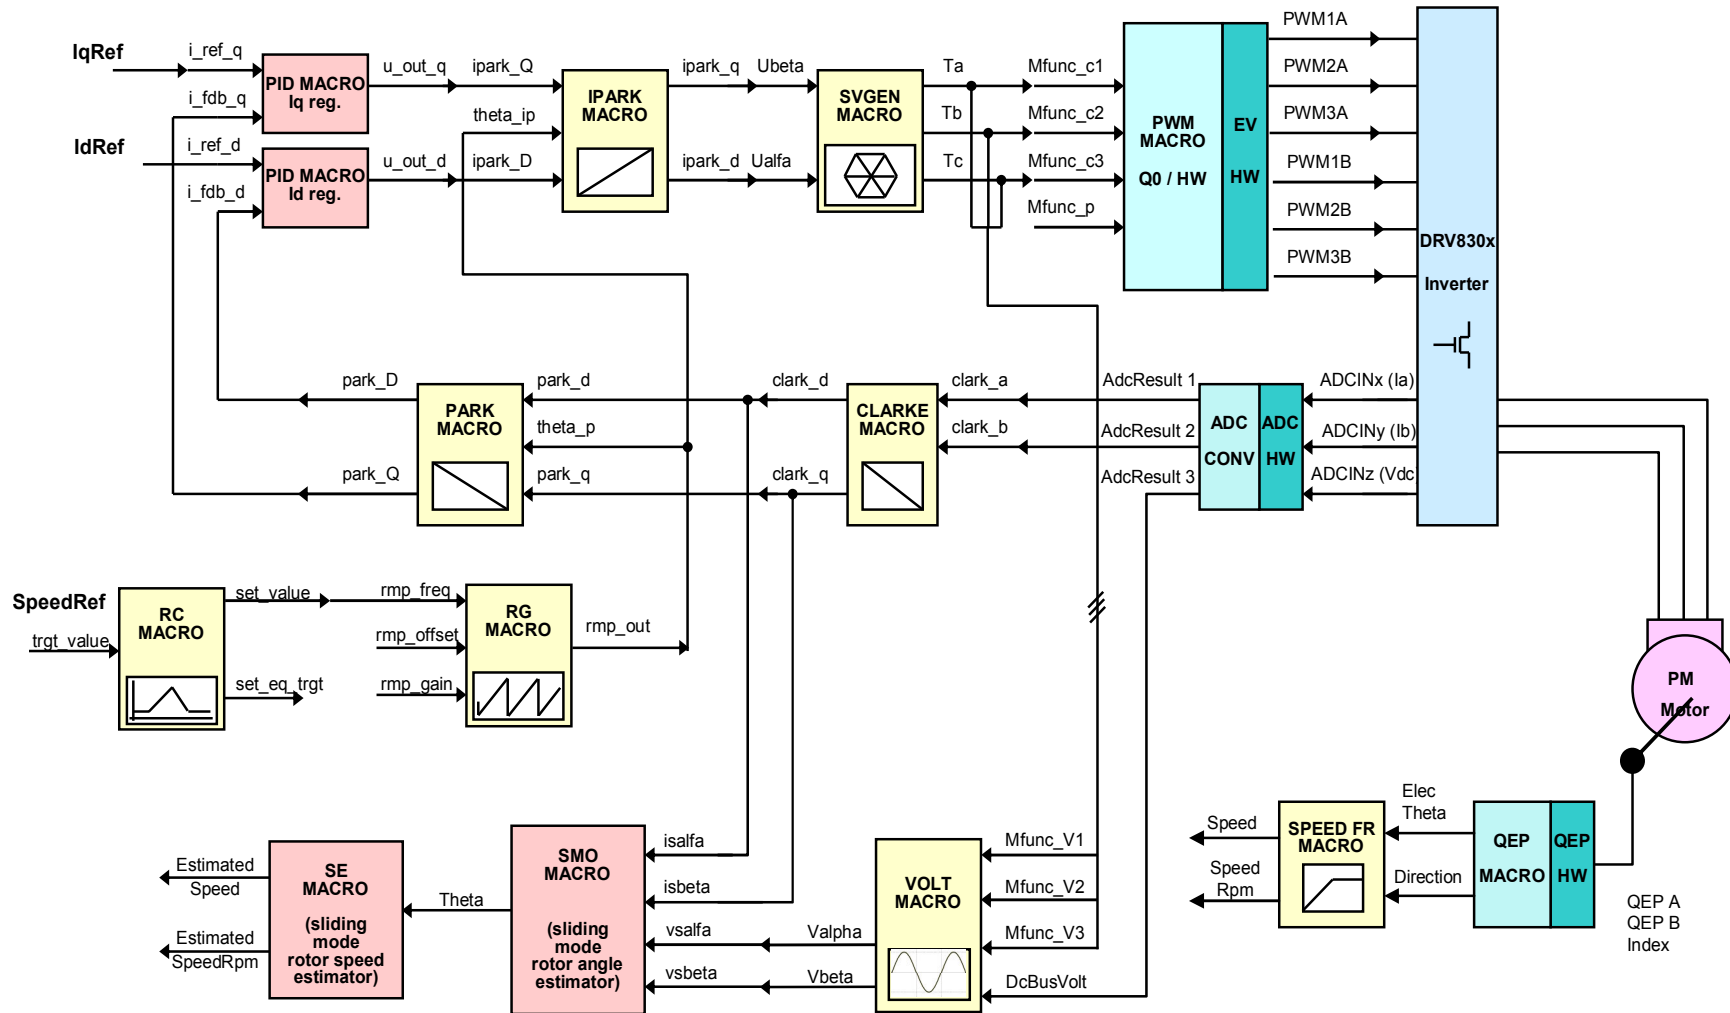 IqRef
i_ref_q
i_fdb_q
PID MACRO
Iq reg.
u_out_q
ipark_Q
theta_ip
IdRef
i_ref_d
i_fdb_d
PID MACRO
Id reg.
u_out_d
ipark_D
IPARK
MACRO
ipark_q
Ubeta
ipark_d
Ualfa
SVGEN
MACRO
Ta
Tb
Tc
Mfunc_c1
Mfunc_c2
Mfunc_c3
Mfunc_p
PWM
MACRO
Q0 / HW
EV
HW
PWM1A
PWM2A
PWM3A
PWM1B
PWM2B
PWM3B
DRV830x
Inverter
park_D
park_Q
PARK
MACRO
park_d
theta_p
park_q
clark_d
clark_q
CLARKE
MACRO
clark_a
clark_b
AdcResult 1
AdcResult 2
AdcResult 3
ADC
CONV
ADC
HW
ADCINx (Ia)
ADCINy (Ib)
ADCINz (Vdc)
SpeedRef
trgt_value
RC
MACRO
set_value
set_eq_trgt
rmp_freq
rmp_offset
rmp_gain
RG
MACRO
rmp_out
PM
Motor
Estimated
Speed
Estimated
SpeedRpm
SE
MACRO
(sliding
mode
rotor speed
estimator)
Theta
SMO
MACRO
(sliding
mode
rotor angle
estimator)
isalfa
isbeta
vsalfa
vsbeta
Valpha
Vbeta
VOLT
MACRO
Mfunc_V1
Mfunc_V2
Mfunc_V3
DcBusVolt
Speed
Speed
Rpm
SPEED FR
MACRO
Elec
Theta
Direction
QEP
MACRO
QEP
HW
QEP A
QEP B
Index